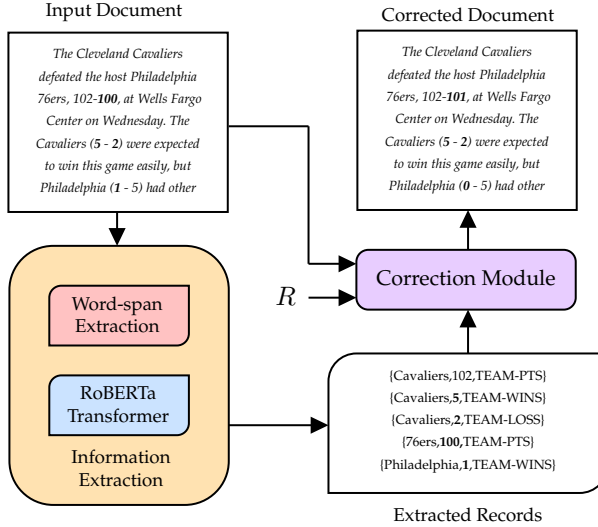 Input Document
The Cleveland Cavaliers
defeated the host Philadelphia
76ers, 102-100, at Wells Fargo
Center on Wednesday. The
Cavaliers (5 - 2) were expected
to win this game easily, but
Philadelphia (1 - 5) had other
Corrected Document
The Cleveland Cavaliers
defeated the host Philadelphia
76ers, 102-101, at Wells Fargo
Center on Wednesday. The
Cavaliers (5 - 2) were expected
to win this game easily, but
Philadelphia (0 - 5) had other
Word-span
Extraction
RoBERTa
Transformer
Information
Extraction
R
Correction Module
{Cavaliers,102,TEAM-PTS}
{Cavaliers,5,TEAM-WINS}
{Cavaliers,2,TEAM-LOSS}
{76ers,100,TEAM-PTS}
{Philadelphia,1,TEAM-WINS}
Extracted Records